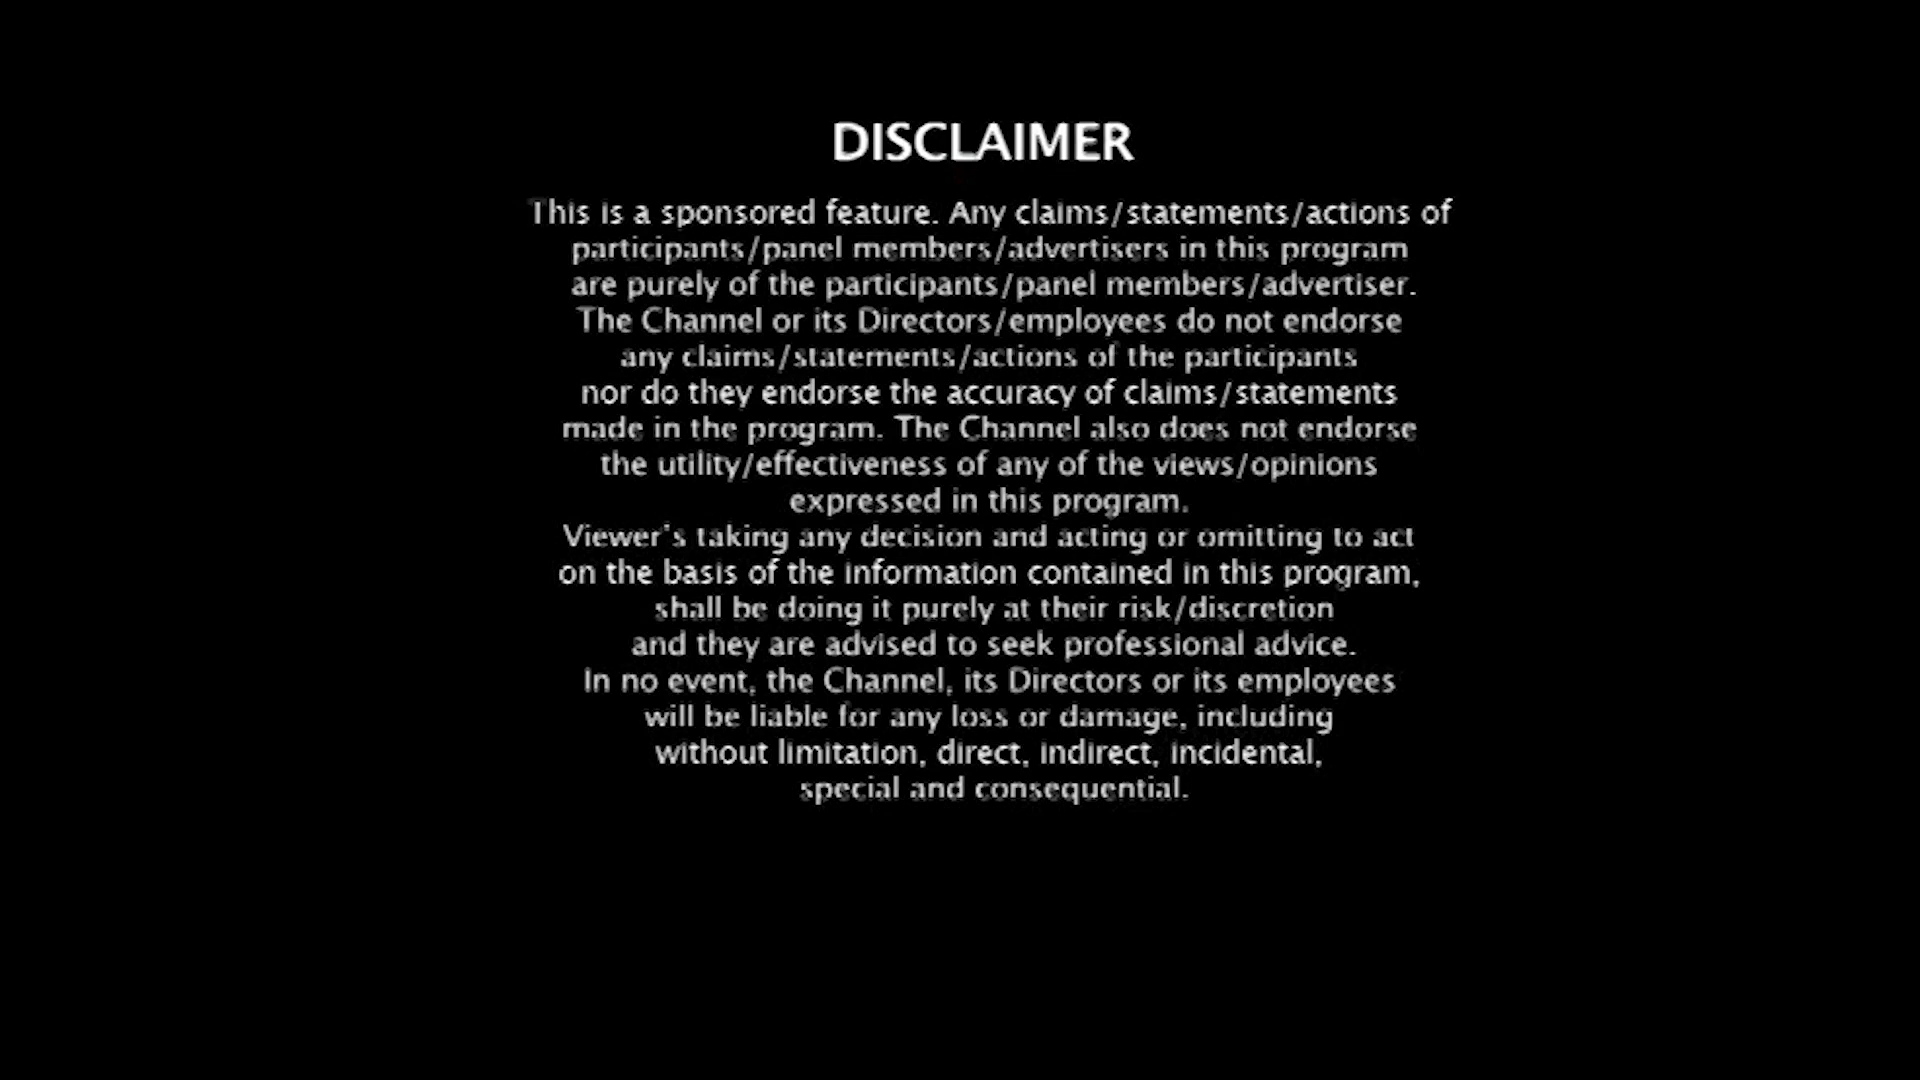 DISCLAIMER
This is a sponsored feature. Any claims/statements/actions of
participants/panel members/advertisers in this program
are purely of the participants/panel members/advertiser.
The Channel or its Directors/employees do not endorse
any claims/statements/actions of the participants
nor do they endorse the accuracy of claims/statements
made in the program. The Channel also does not endorse
the utility/effectiveness of any of the views/opinions
expressed in this program.
Viewer's taking any decision and acting or omitting to act
on the basis of the information contained in this program,
shall be doing it purely at their risk/discretion
and they are advised to seek professional advice.
In no event, the Channel, its Directors or its employees
will be liable for any loss or damage, including
without limitation, direct, indirect, incidental,
special and consequential.